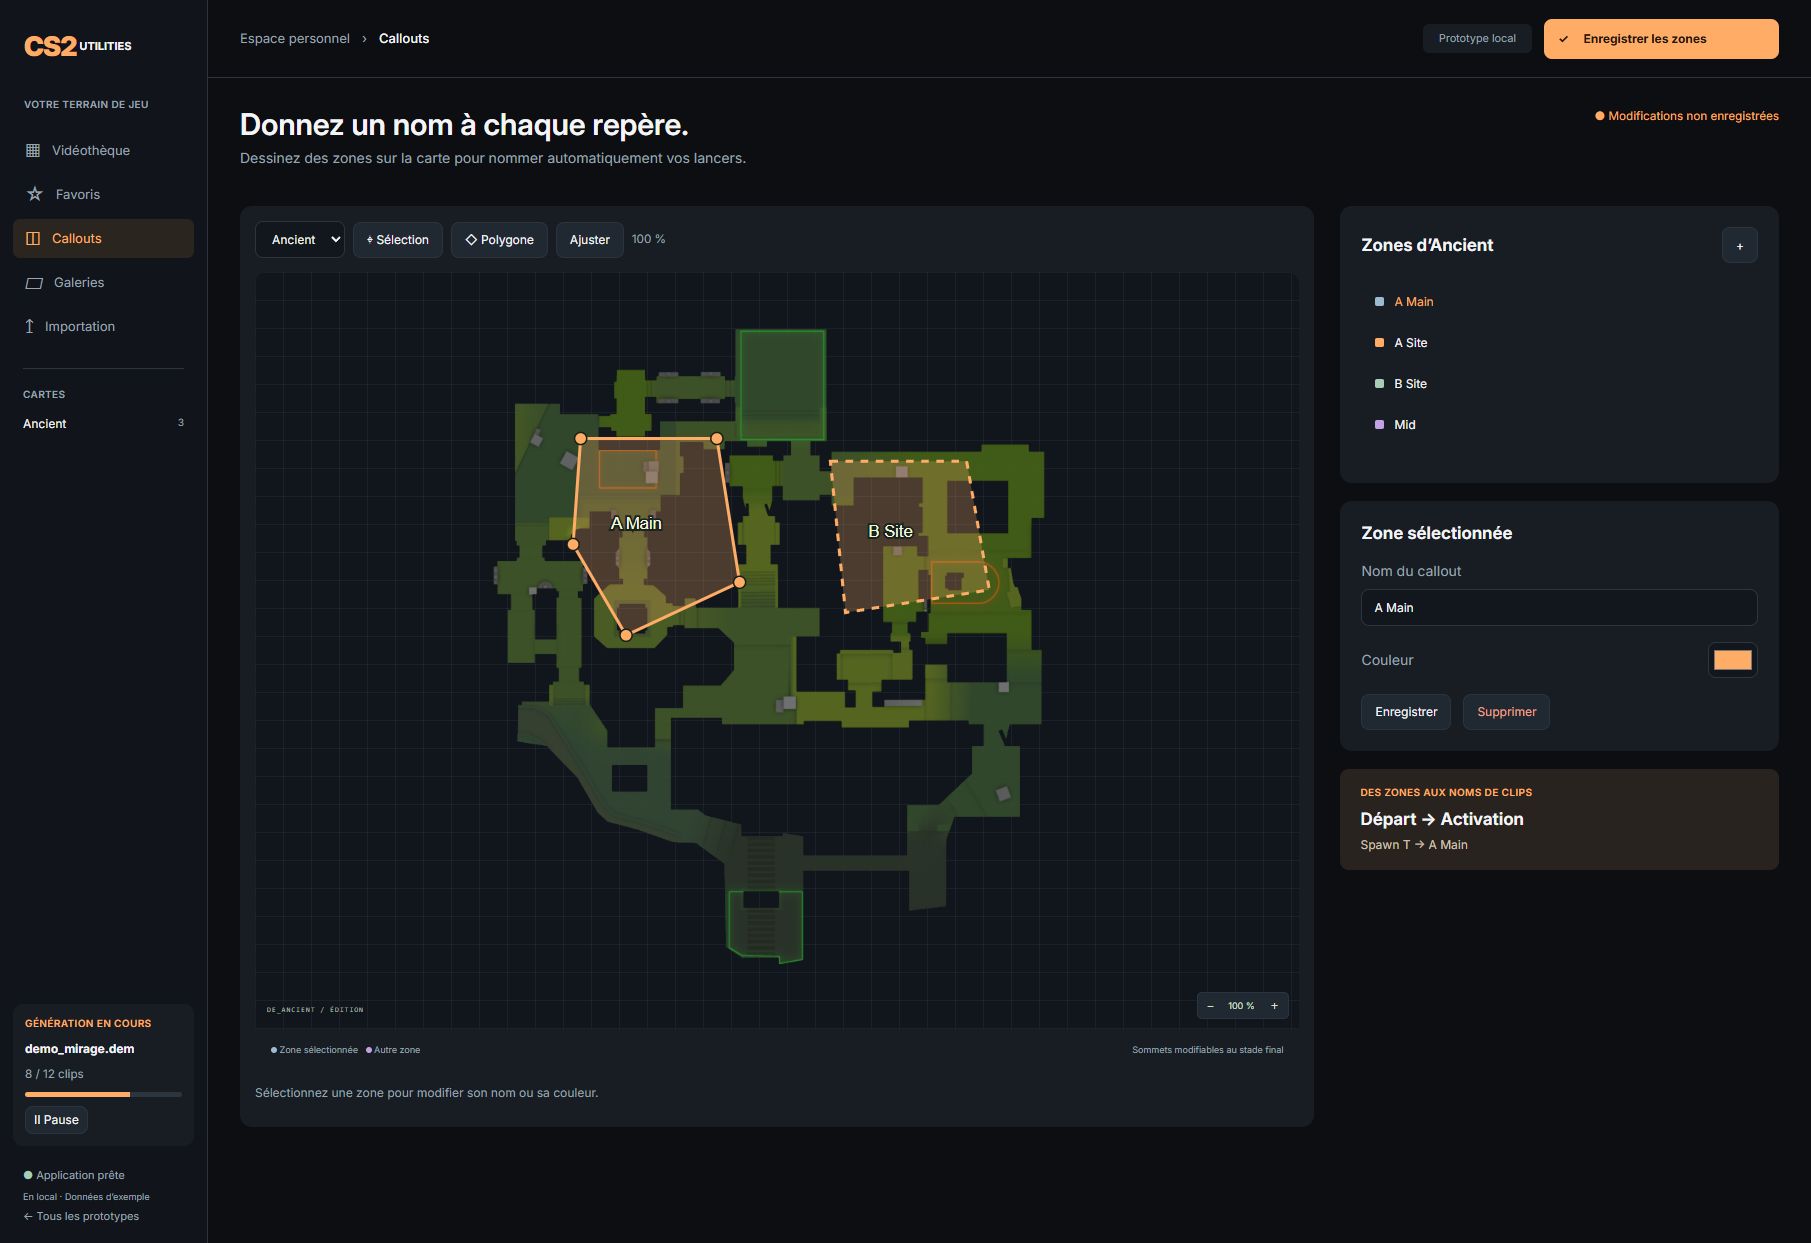 CS2 UTILITIES
VOTRE TERRAIN DE JEU
Vidéothèque
Favoris
Callouts
Galeries
Importation
CARTES
Ancient 3
GÉNÉRATION EN COURS
demo_mirage.dem
8 / 12 clips
II Pause
Application prête
En local · Données d'exemple
← Tous les prototypes
Espace personnel › Callouts
Prototype local
✓ Enregistrer les zones
Donnez un nom à chaque repère.
Dessinez des zones sur la carte pour nommer automatiquement vos lancers.
Modifications non enregistrées
Ancient
Sélection
Polygone
Ajuster
100 %
A Main
B Site
DE_ANCIENT / ÉDITION
− 100 % +
Zone sélectionnée
Autre zone
Sommets modifiables au stade final
Sélectionnez une zone pour modifier son nom ou sa couleur.
Zones d’Ancient
+
A Main
A Site
B Site
Mid
Zone sélectionnée
Nom du callout
A Main
Couleur
Enregistrer
Supprimer
DES ZONES AUX NOMS DE CLIPS
Départ → Activation
Spawn T → A Main